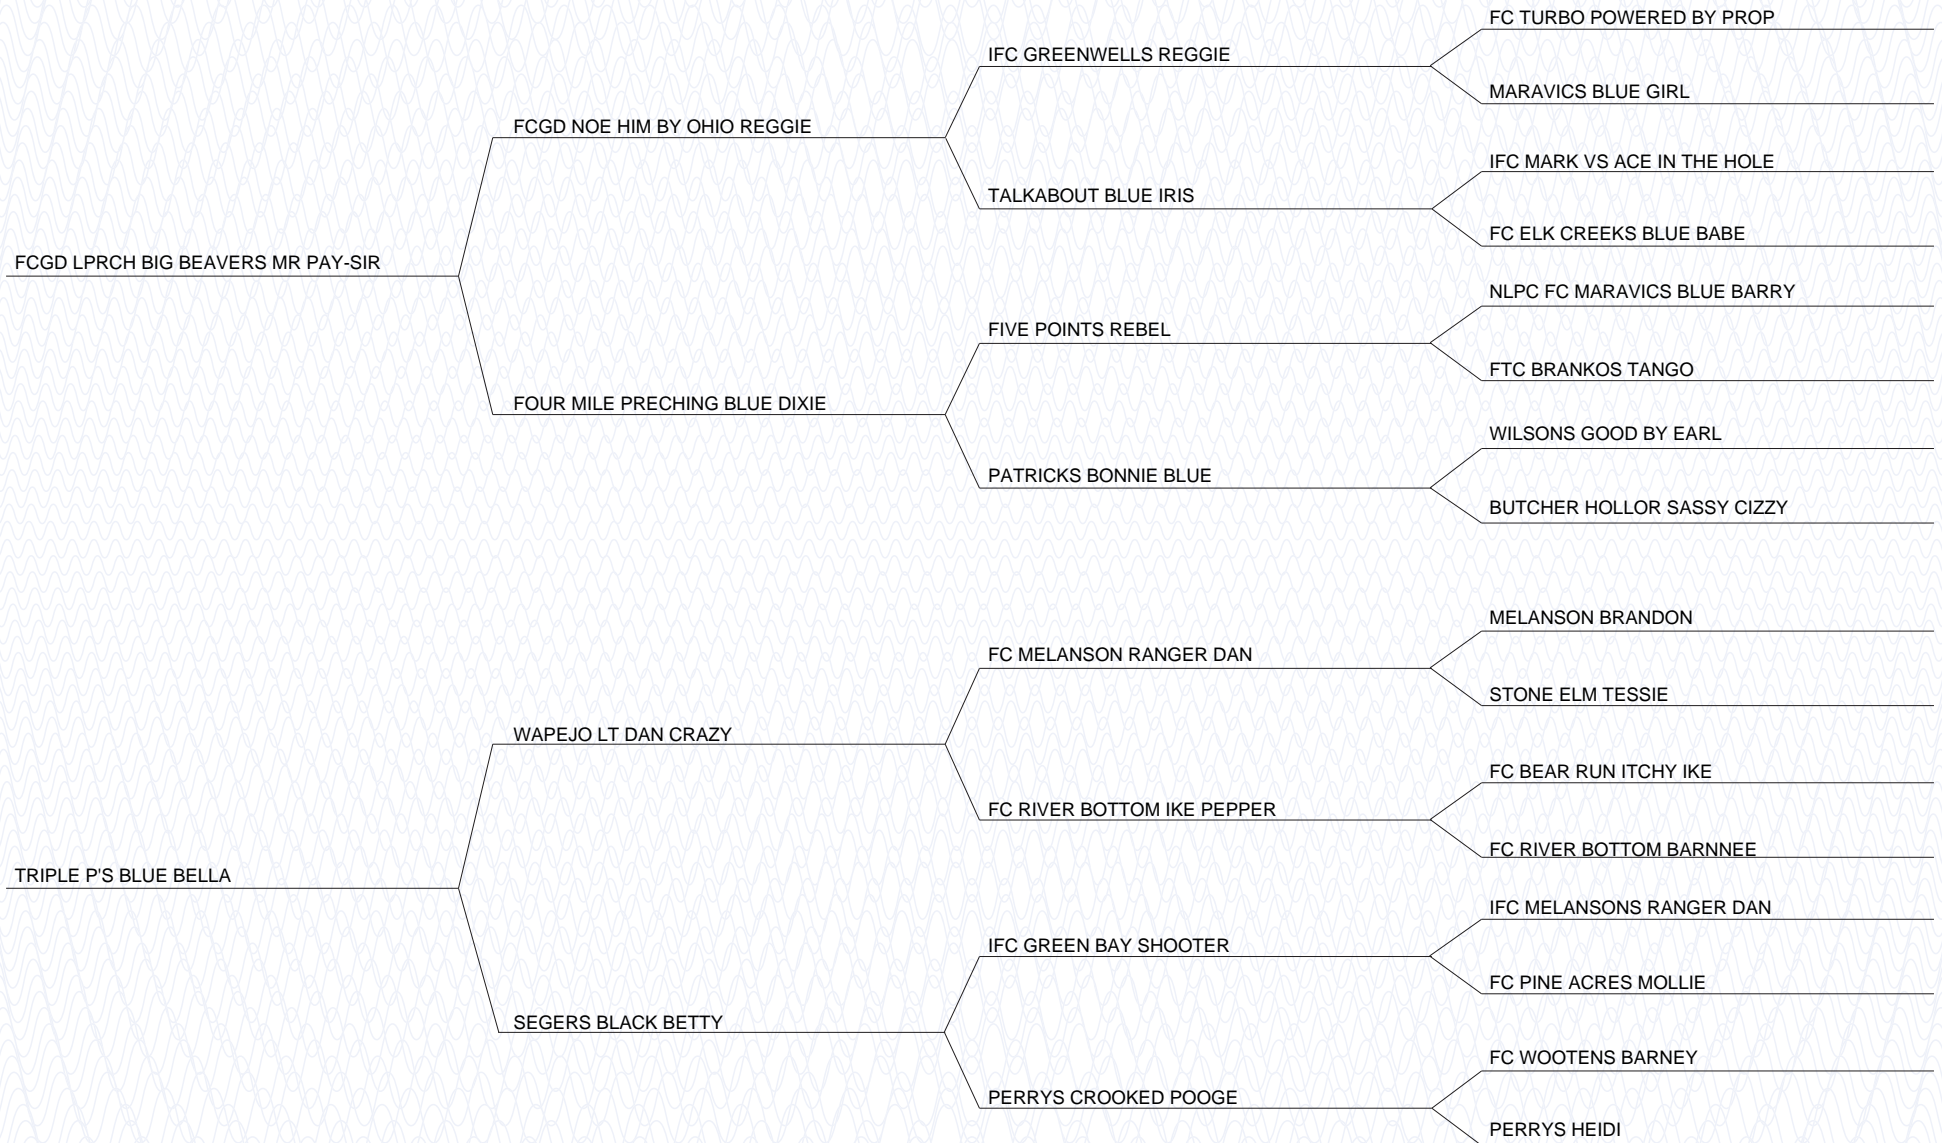 FC TURBO POWERED BY PROP
IFC GREENWELLS REGGIE
MARAVICS BLUE GIRL
FCGD NOE HIM BY OHIO REGGIE
IFC MARK VS ACE IN THE HOLE
TALKABOUT BLUE IRIS
FC ELK CREEKS BLUE BABE
FCGD LPRCH BIG BEAVERS MR PAY-SIR
NLPC FC MARAVICS BLUE BARRY
FIVE POINTS REBEL
FTC BRANKOS TANGO
FOUR MILE PRECHING BLUE DIXIE
WILSONS GOOD BY EARL
PATRICKS BONNIE BLUE
BUTCHER HOLLOR SASSY CIZZY
MELANSON BRANDON
FC MELANSON RANGER DAN
STONE ELM TESSIE
WAPEJO LT DAN CRAZY
FC BEAR RUN ITCHY IKE
FC RIVER BOTTOM IKE PEPPER
FC RIVER BOTTOM BARNNEE
TRIPLE P'S BLUE BELLA
IFC MELANSONS RANGER DAN
IFC GREEN BAY SHOOTER
FC PINE ACRES MOLLIE
SEGERS BLACK BETTY
FC WOOTENS BARNEY
PERRYS CROOKED POOGE
PERRYS HEIDI